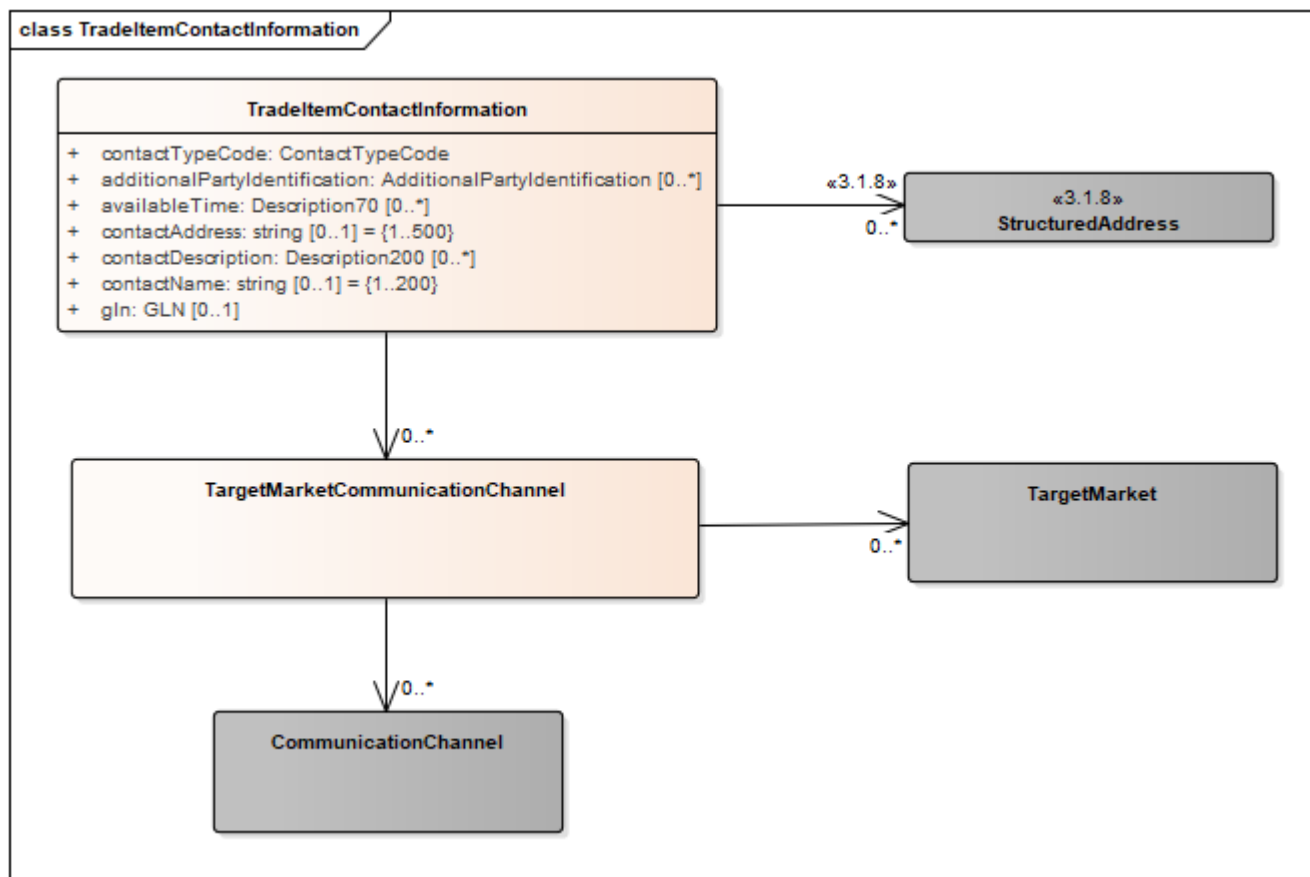 class TradeItemContactInformation
TradeItemContactInformation
+ contactTypeCode: ContactTypeCode
+ additionalPartyIdentification: AdditionalPartyIdentification [0..*]
+ availableTime: Description70 [0..*]
+ contactAddress: string [0..1] = {1..500}
+ contactDescription: Description200 [0..*]
+ contactName: string [0..1] = {1..200}
+ gln: GLN [0..1]
«3.1.8»
0..*
«3.1.8»
StructuredAddress
0..*
TargetMarketCommunicationChannel
0..*
TargetMarket
0..*
CommunicationChannel